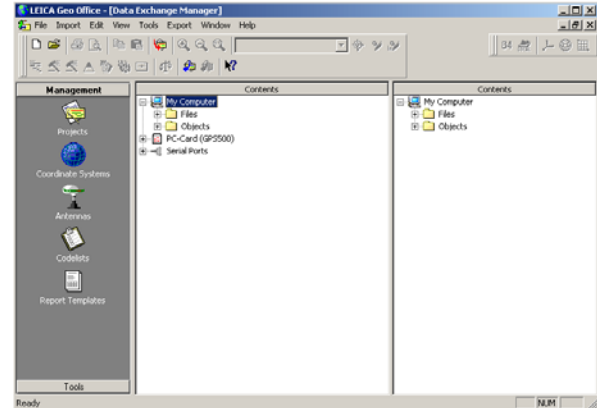 LEICA Geo Office - [Data Exchange Manager]
File Import Edit View Tools Export Window Help
Management
Projects
Coordinate Systems
Antennas
Codelists
Report Templates
Tools
Contents
My Computer
Files
Objects
PC-Card (GPS500)
Serial Ports
Contents
My Computer
Files
Objects
Ready
NUM